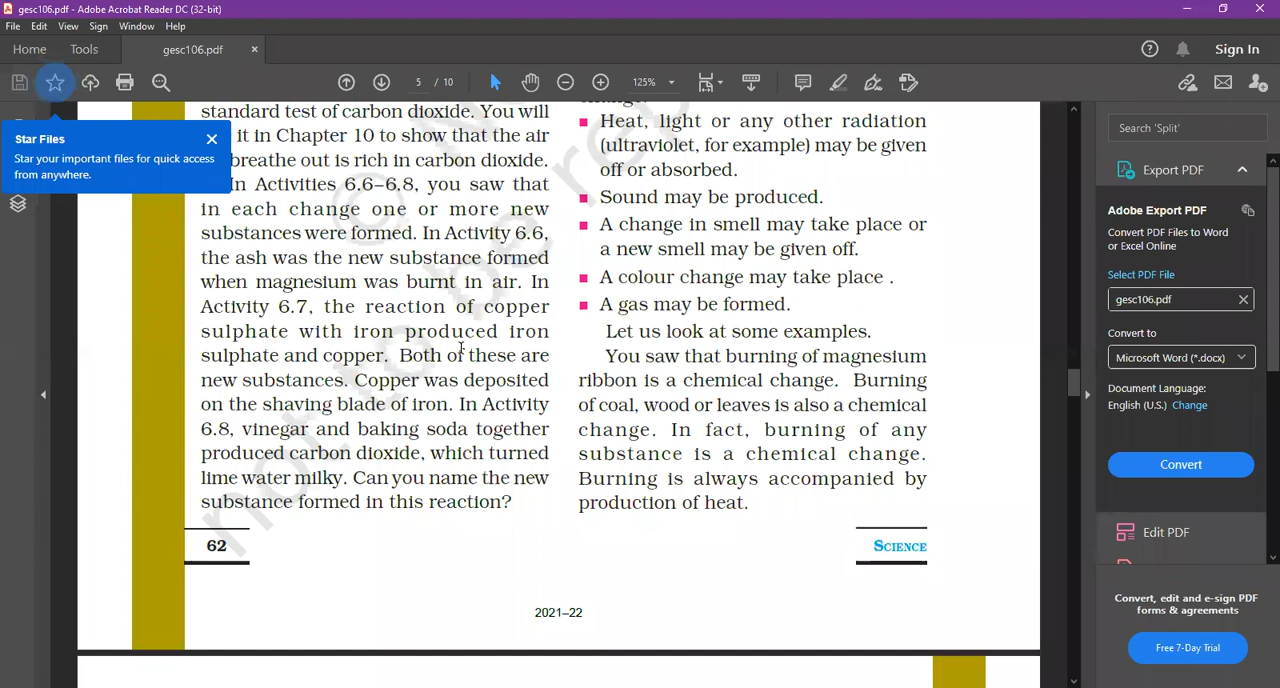 gesc106.pdf - Adobe Acrobat Reader DC (32-bit)
File Edit View Sign Window Help
Home Tools gesc106.pdf × Sign In
5 / 10 125%
Star Files
Star your important files for quick access
from anywhere.
standard test of carbon dioxide. You will
it in Chapter 10 to show that the air
breathe out is rich in carbon dioxide.
In Activities 6.6–6.8, you saw that
in each change one or more new
substances were formed. In Activity 6.6,
the ash was the new substance formed
when magnesium was burnt in air. In
Activity 6.7, the reaction of copper
sulphate with iron produced iron
sulphate and copper. Both of these are
new substances. Copper was deposited
on the shaving blade of iron. In Activity
6.8, vinegar and baking soda together
produced carbon dioxide, which turned
lime water milky. Can you name the new
substance formed in this reaction?
62
Heat, light or any other radiation
(ultraviolet, for example) may be given
off or absorbed.
Sound may be produced.
A change in smell may take place or
a new smell may be given off.
A colour change may take place .
A gas may be formed.
Let us look at some examples.
You saw that burning of magnesium
ribbon is a chemical change. Burning
of coal, wood or leaves is also a chemical
change. In fact, burning of any
substance is a chemical change.
Burning is always accompanied by
production of heat.
SCIENCE
2021–22
not to be rep
© N
Search 'Split'
Export PDF
Adobe Export PDF
Convert PDF Files to Word
or Excel Online
Select PDF File
gesc106.pdf
Convert to
Microsoft Word (*.docx)
Document Language:
English (U.S.) Change
Convert
Edit PDF
Convert, edit and e-sign PDF
forms & agreements
Free 7-Day Trial